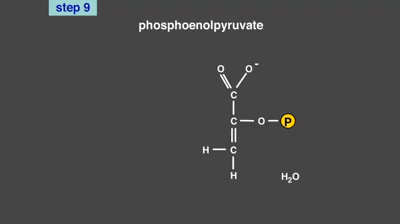 step 9
phosphoenolpyruvate
O O-
C
C O P
H C
H
H₂O